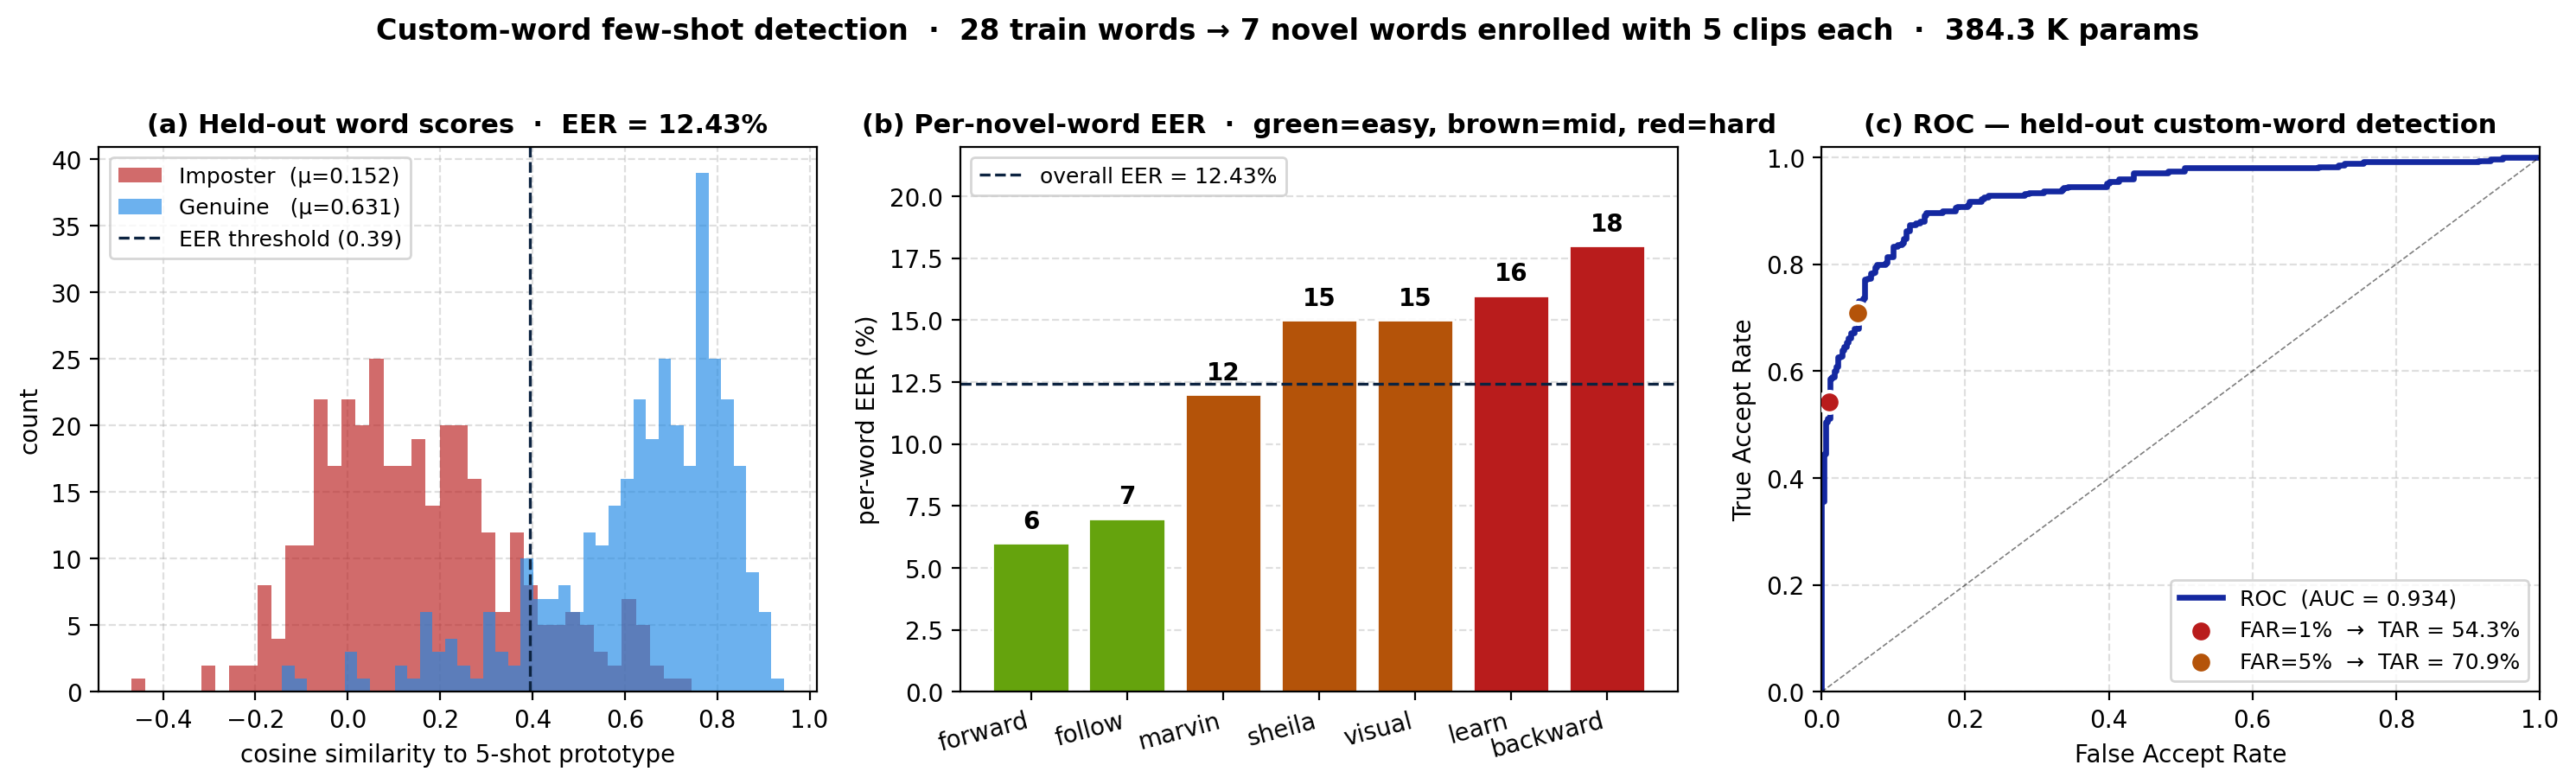 Custom-word few-shot detection · 28 train words → 7 novel words enrolled with 5 clips each · 384.3 K params
(a) Held-out word scores · EER = 12.43%
40
35
30
25
20
15
10
5
0
count
Imposter (μ=0.152)
Genuine (μ=0.631)
EER threshold (0.39)
−0.4
−0.2
0.0
0.2
0.4
0.6
0.8
1.0
cosine similarity to 5-shot prototype
(b) Per-novel-word EER · green=easy, brown=mid, red=hard
20.0
17.5
15.0
12.5
10.0
7.5
5.0
2.5
0.0
per-word EER (%)
overall EER = 12.43%
6
7
12
15
15
16
18
forward
follow
marvin
sheila
visual
learn
backward
(c) ROC — held-out custom-word detection
1.0
0.8
0.6
0.4
0.2
0.0
True Accept Rate
ROC (AUC = 0.934)
FAR=1% → TAR = 54.3%
FAR=5% → TAR = 70.9%
0.0
0.2
0.4
0.6
0.8
1.0
False Accept Rate